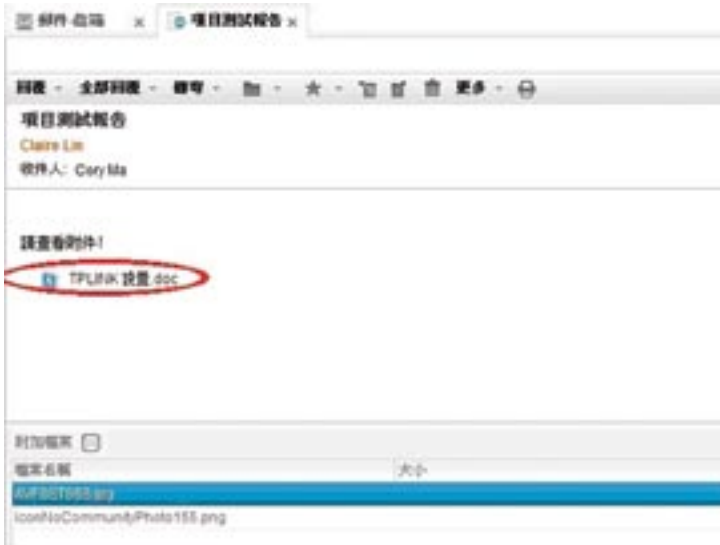 郵件-收箱 項目測試報告
回覆 全部回覆 轉寄 更多
項目測試報告
Claire Lin
收件人: Cory Ma
請查看附件!
TPLINK 設置.doc
附加檔案
檔案名稱 大小
iconNoCommunityPhoto155.png